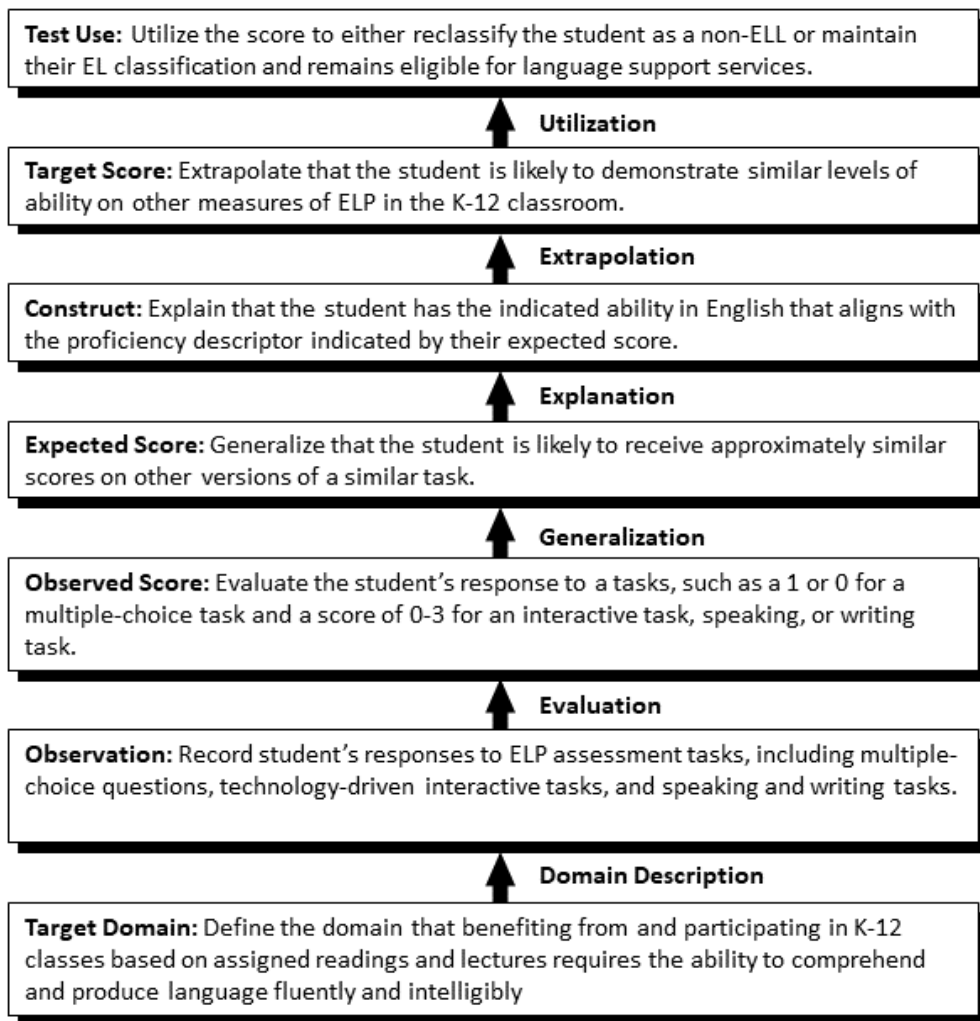 Test Use: Utilize the score to either reclassify the student as a non-ELL or maintain
their EL classification and remains eligible for language support services.
Utilization
Target Score: Extrapolate that the student is likely to demonstrate similar levels of
ability on other measures of ELP in the K-12 classroom.
Extrapolation
Construct: Explain that the student has the indicated ability in English that aligns with
the proficiency descriptor indicated by their expected score.
Explanation
Expected Score: Generalize that the student is likely to receive approximately similar
scores on other versions of a similar task.
Generalization
Observed Score: Evaluate the student's response to a tasks, such as a 1 or 0 for a
multiple-choice task and a score of 0-3 for an interactive task, speaking, or writing
task.
Evaluation
Observation: Record student's responses to ELP assessment tasks, including multiple-
choice questions, technology-driven interactive tasks, and speaking and writing tasks.
Domain Description
Target Domain: Define the domain that benefiting from and participating in K-12
classes based on assigned readings and lectures requires the ability to comprehend
and produce language fluently and intelligibly